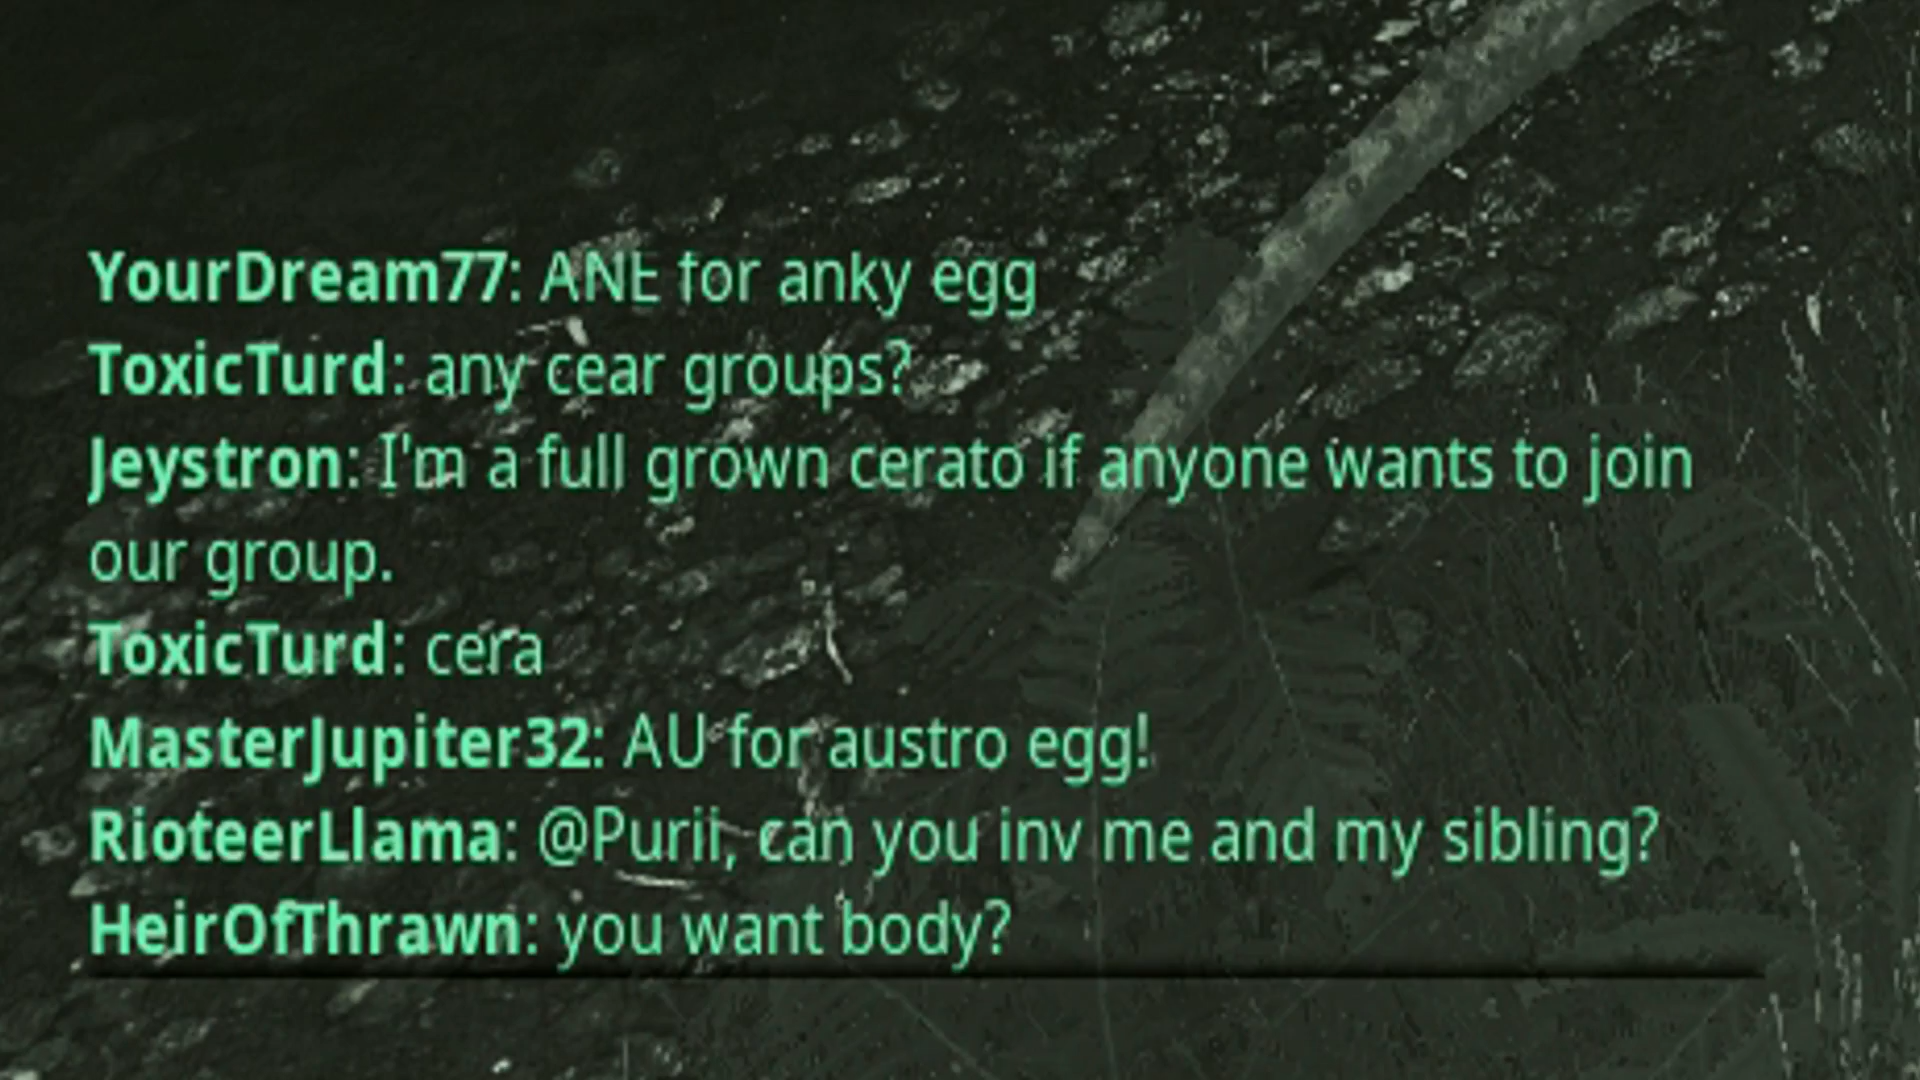 YourDream77: ANE for anky egg
ToxicTurd: any cear groups?
Jeystron: I'm a full grown cerato if anyone wants to join
our group.
ToxicTurd: cera
MasterJupiter32: AU for austro egg!
RioteerLlama: @Purii, can you inv me and my sibling?
HeirOfThrawn: you want body?